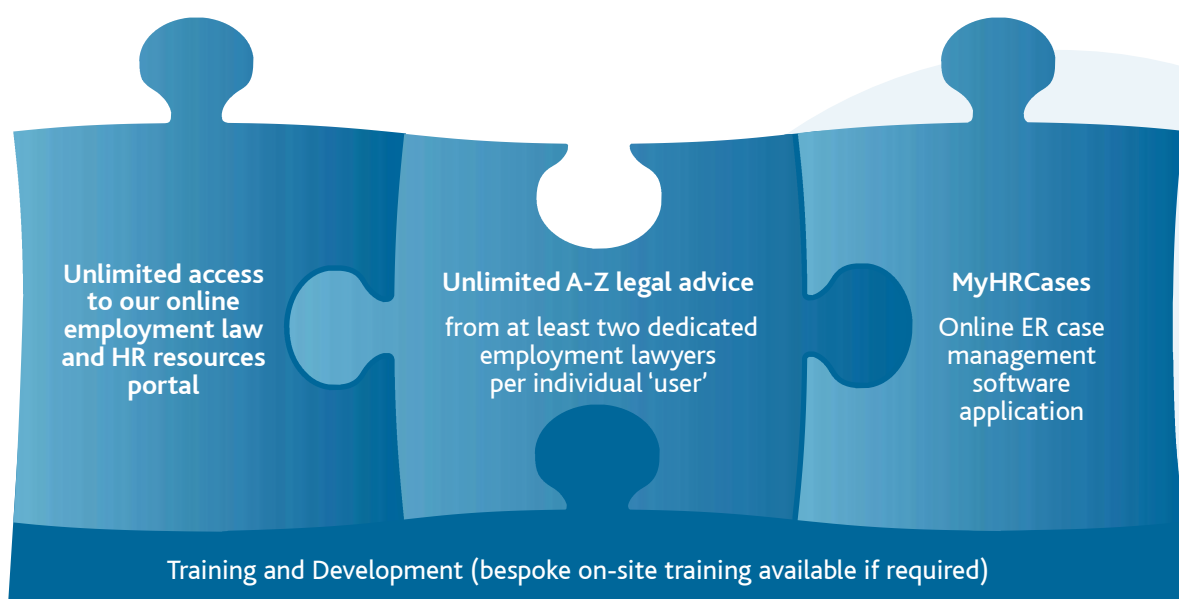 Unlimited access
to our online
employment law
and HR resources
portal
Unlimited A-Z legal advice
from at least two dedicated
employment lawyers
per individual ‘user’
MyHRCases
Online ER case
management
software
application
Training and Development (bespoke on-site training available if required)